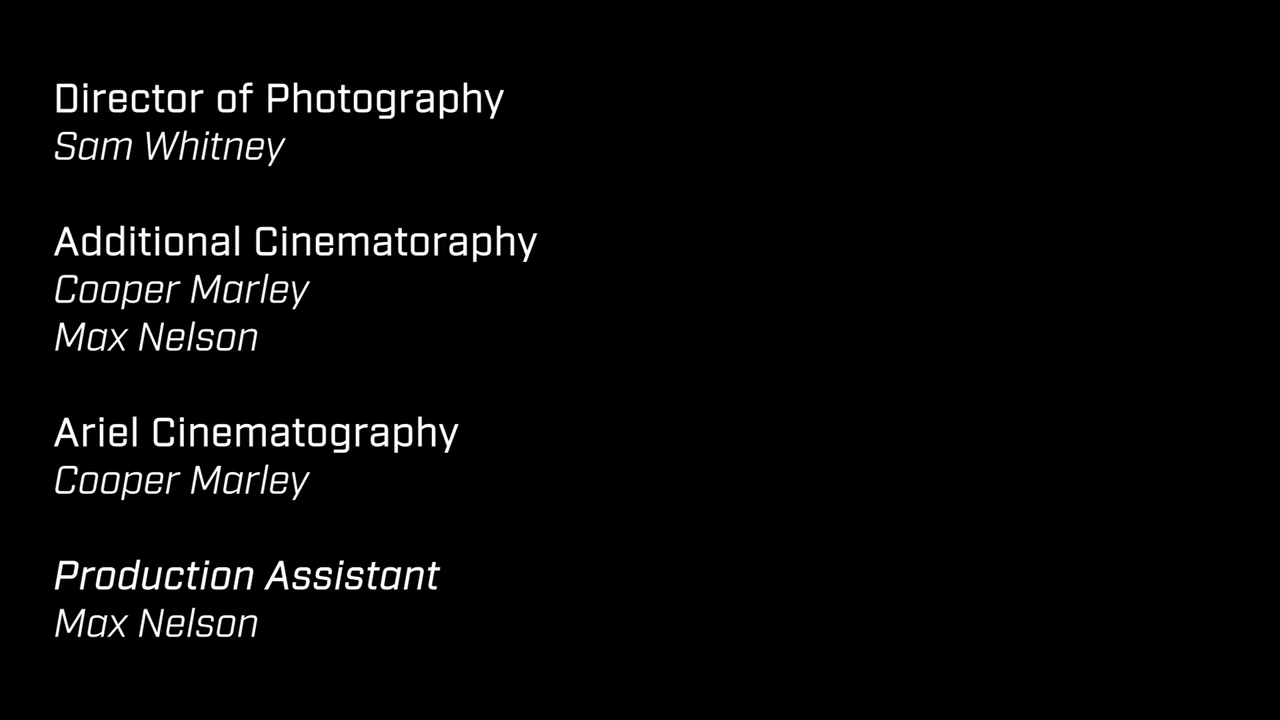 Director of Photography
Sam Whitney
Additional Cinematoraphy
Cooper Marley
Max Nelson
Ariel Cinematography
Cooper Marley
Production Assistant
Max Nelson